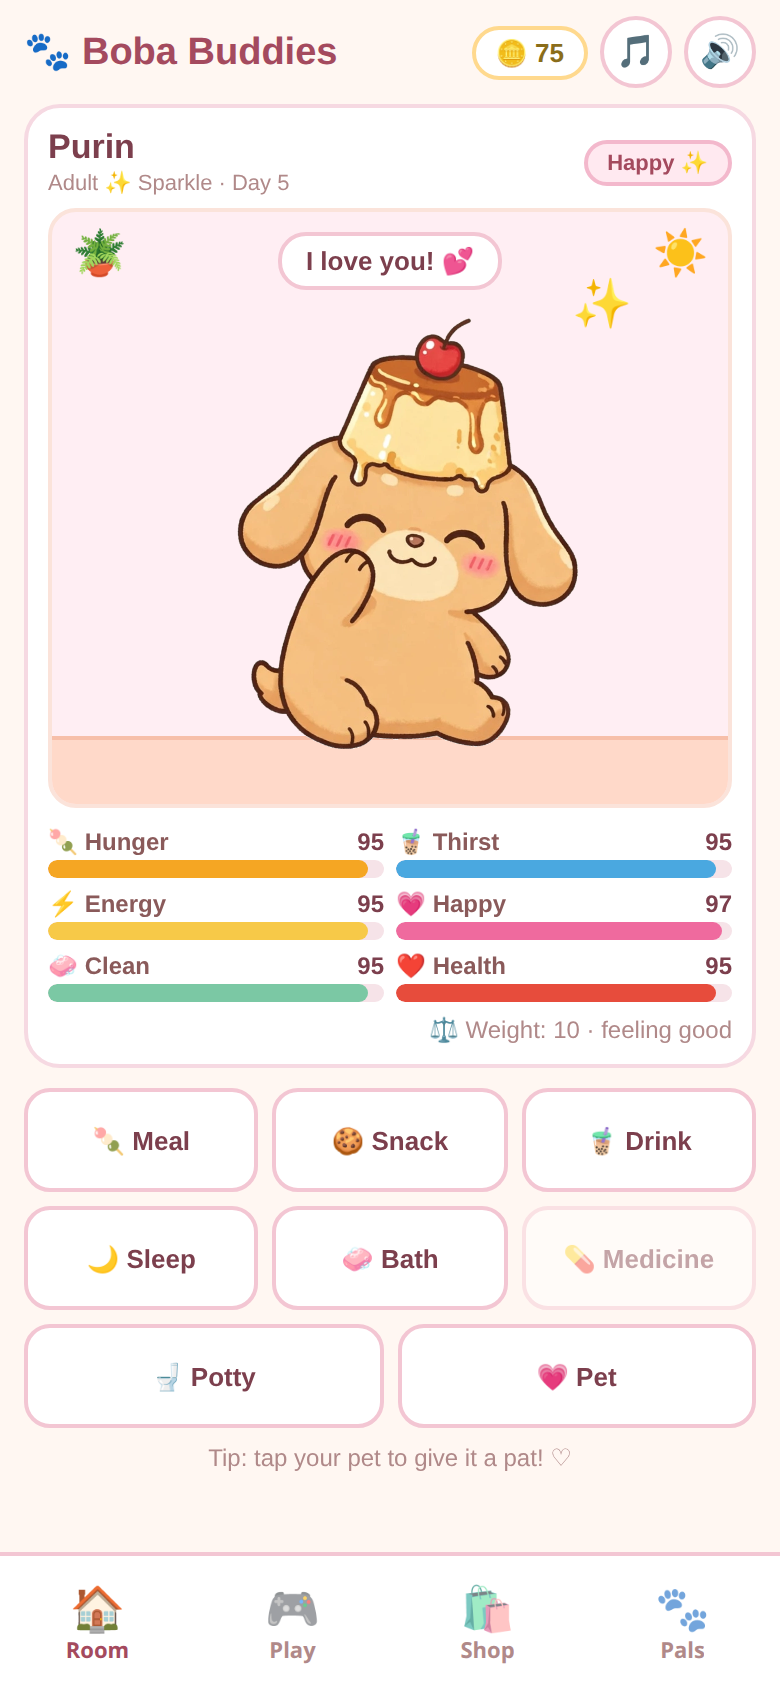 🐾 Boba Buddies
🪙 75
🎵
🔊
Purin
Adult ✨ Sparkle · Day 5
Happy ✨
I love you! 💕
🍡 Hunger 95
🧋 Thirst 95
⚡ Energy 95
💗 Happy 97
🧼 Clean 95
❤️ Health 95
⚖️ Weight: 10 · feeling good
🍡 Meal
🍪 Snack
🧋 Drink
🌙 Sleep
🧼 Bath
💊 Medicine
🚽 Potty
💗 Pet
Tip: tap your pet to give it a pat! ♡
Room
Play
Shop
Pals